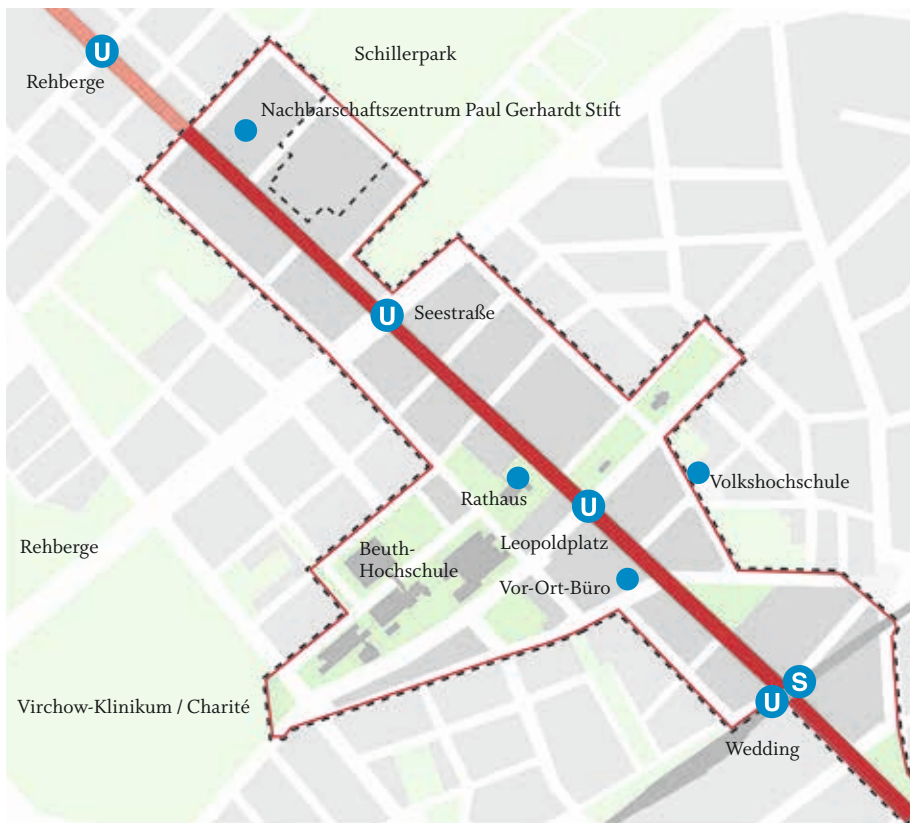 U
Schillerpark
Rehberge
Nachbarschaftszentrum Paul Gerhardt Stift
U
Seestraße
Volkshochschule
Rathaus
U
Leopoldplatz
Rehberge
Beuth-
Hochschule
Vor-Ort-Büro
S
U
Virchow-Klinikum / Charité
Wedding